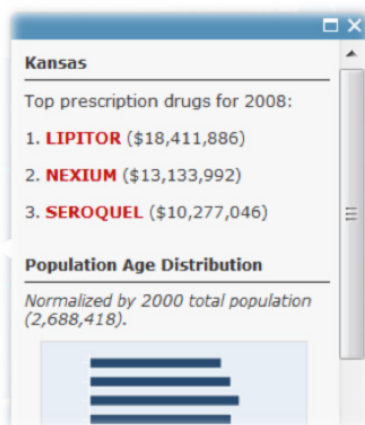 Kansas
Top prescription drugs for 2008:
1. LIPITOR ($18,411,886)
2. NEXIUM ($13,133,992)
3. SEROQUEL ($10,277,046)
Population Age Distribution
Normalized by 2000 total population
(2,688,418).